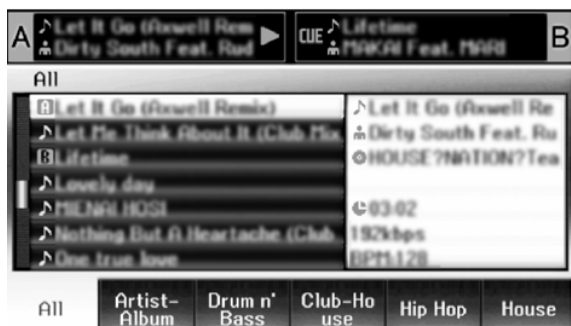 A
Let It Go (Axwell Rem
Dirty South Feat. Rud
CUE
Lifetime
MAKAI Feat. MARI
B
All
A Let It Go (Axwell Remix)
Let Me Think About It (Club Mix
B Lifetime
Lovely day
MIENAI HOSI
Nothing But A Heartache (Club
One true love
Let It Go (Axwell Re
Dirty South Feat. Ru
HOUSE?NATION?Tea
03:02
192kbps
BPM:128
All
Artist-
Album
Drum n'
Bass
Club-Ho
use
Hip Hop
House